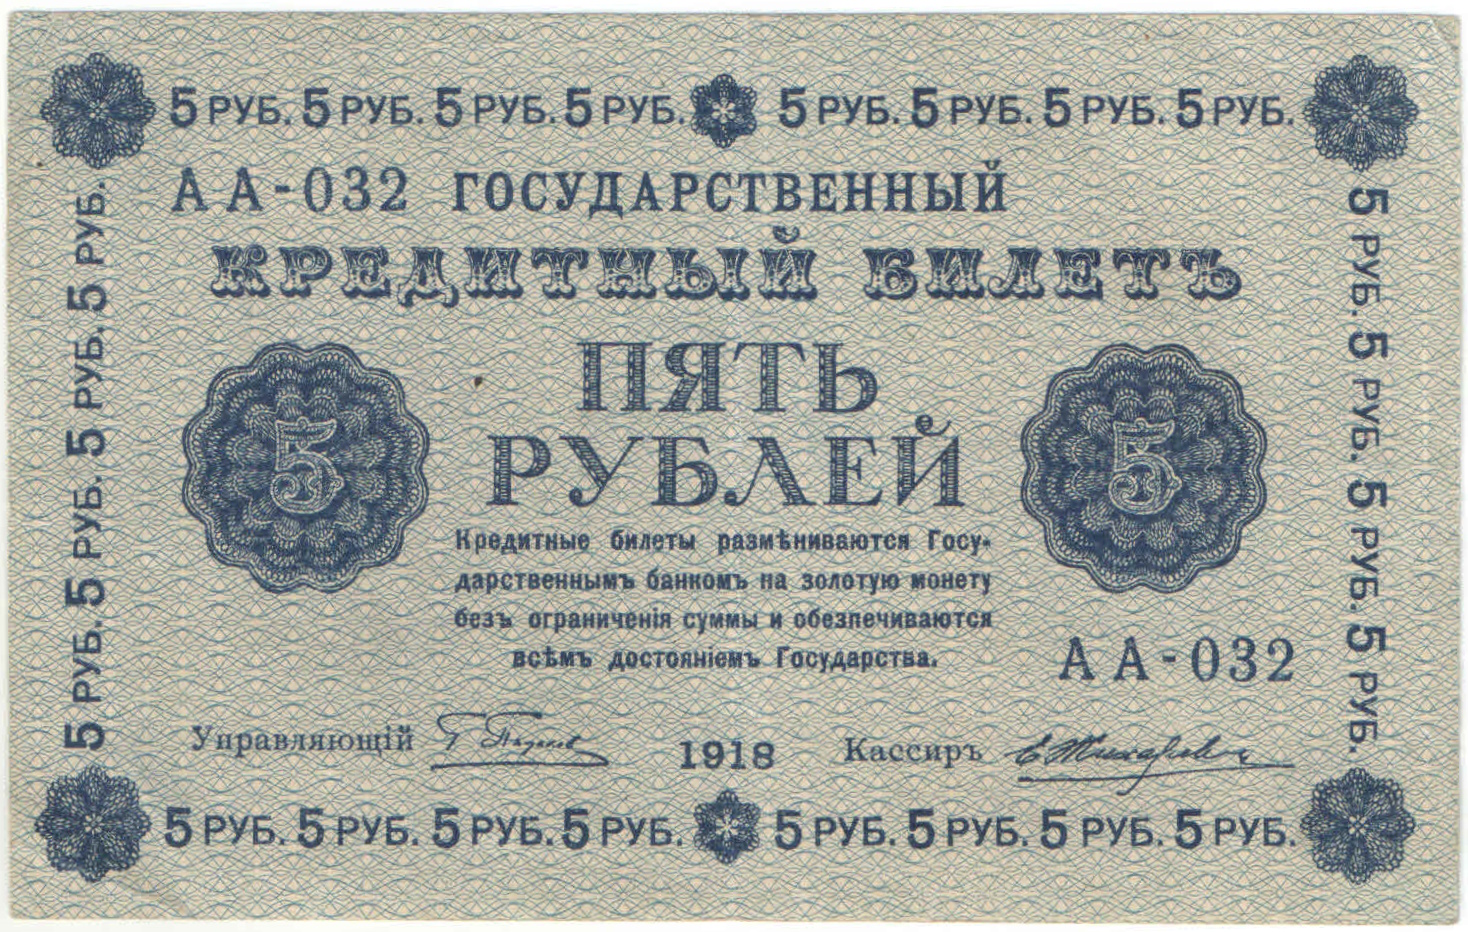 5 РУБ. 5 РУБ. 5 РУБ. 5 РУБ. 5 РУБ. 5 РУБ. 5 РУБ. 5 РУБ.
АА-032 ГОСУДАРСТВЕННЫЙ
КРЕДИТНЫЙ БИЛЕТЪ
5 РУБ. 5 РУБ. 5 РУБ. 5 РУБ.
5
ПЯТЬ
РУБЛЕЙ
5
5 РУБ. 5 РУБ. 5 РУБ. 5 РУБ.
Кредитные билеты размѣниваются Госу-
дарственнымъ банкомъ на золотую монету
безъ ограниченія суммы и обезпечиваются
всѣмъ достояніемъ Государства.
АА-032
Управляющій
1918
Кассиръ
5 РУБ. 5 РУБ. 5 РУБ. 5 РУБ. 5 РУБ. 5 РУБ. 5 РУБ. 5 РУБ.